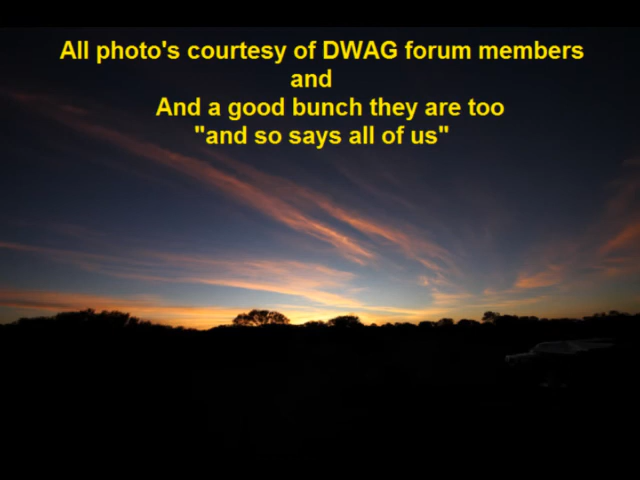 All photo's courtesy of DWAG forum members
and
And a good bunch they are too
"and so says all of us"